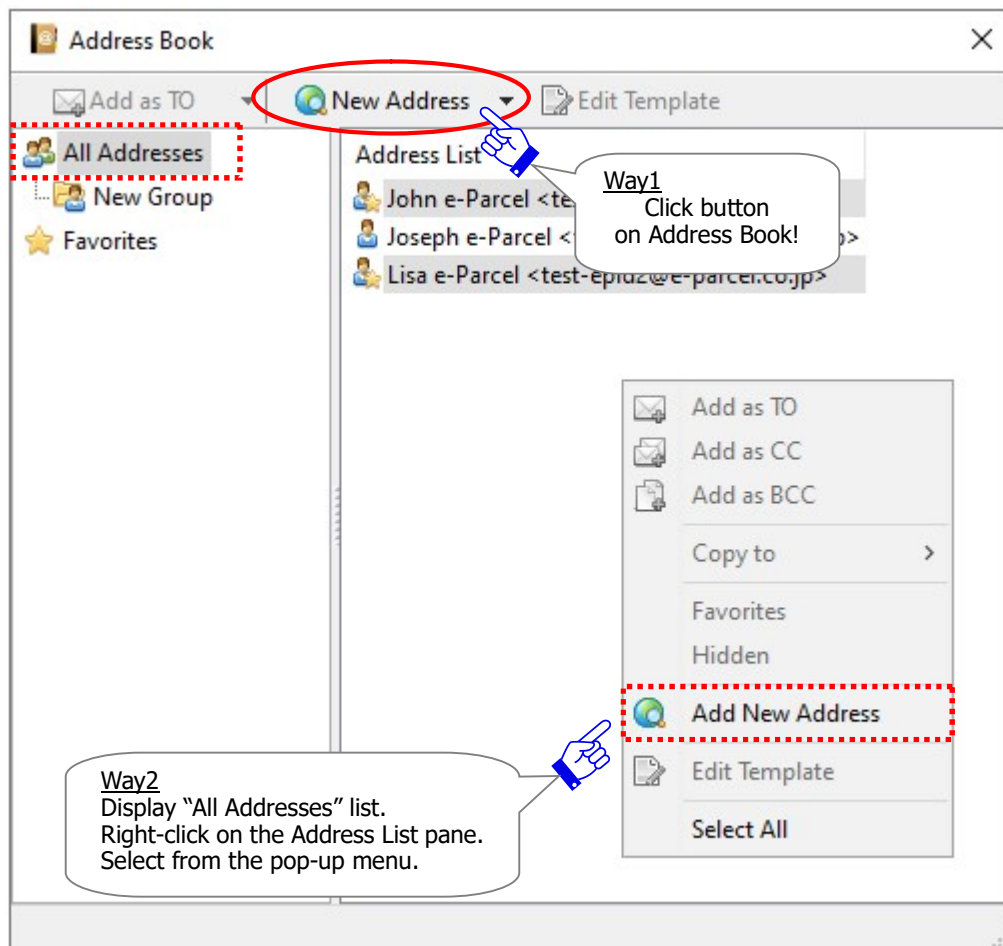 Address Book
Add as TO
New Address
Edit Template
All Addresses
New Group
Favorites
Address List
John e-Parcel <te
Joseph e-Parcel <
Lisa e-Parcel <test-epid2@e-parcel.co.jp>
Way1
Click button
on Address Book!
Add as TO
Add as CC
Add as BCC
Copy to
Favorites
Hidden
Add New Address
Edit Template
Select All
Way2
Display “All Addresses” list.
Right-click on the Address List pane.
Select from the pop-up menu.